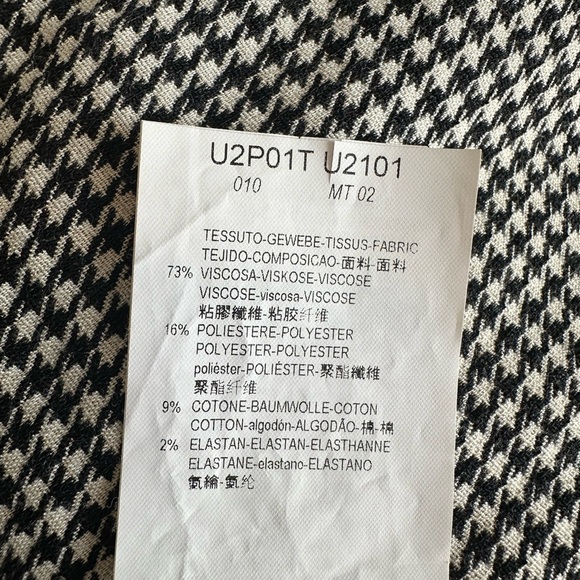 U2P01T U2101
010 MT 02
TESSUTO-GEWEBE-TISSUS-FABRIC
TEJIDO-COMPOSICAO-面料-面料
73% VISCOSA-VISKOSE-VISCOSE
VISCOSE-viscosa-VISCOSE
粘膠纖維-粘胶纤维
16% POLIESTERE-POLYESTER
POLYESTER-POLYESTER
poliéster-POLIÈSTER-聚酯纖維
聚酯纤维
9% COTONE-BAUMWOLLE-COTON
COTTON-algodón-ALGODÃO-棉-棉
2% ELASTAN-ELASTAN-ELASTHANNE
ELASTANE-elastano-ELASTANO
氨綸-氨纶